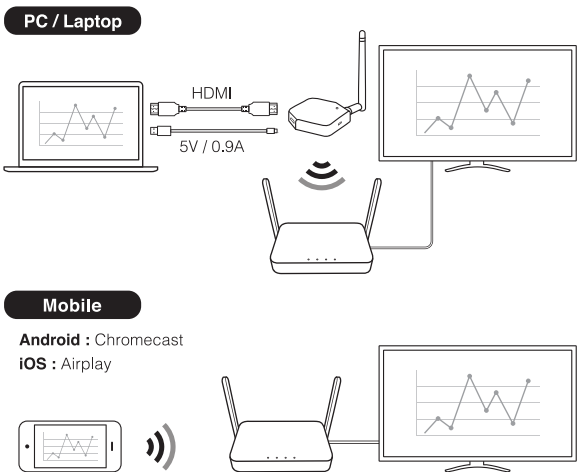 PC / Laptop
HDMI
5V / 0.9A
Mobile
Android : Chromecast
iOS : Airplay